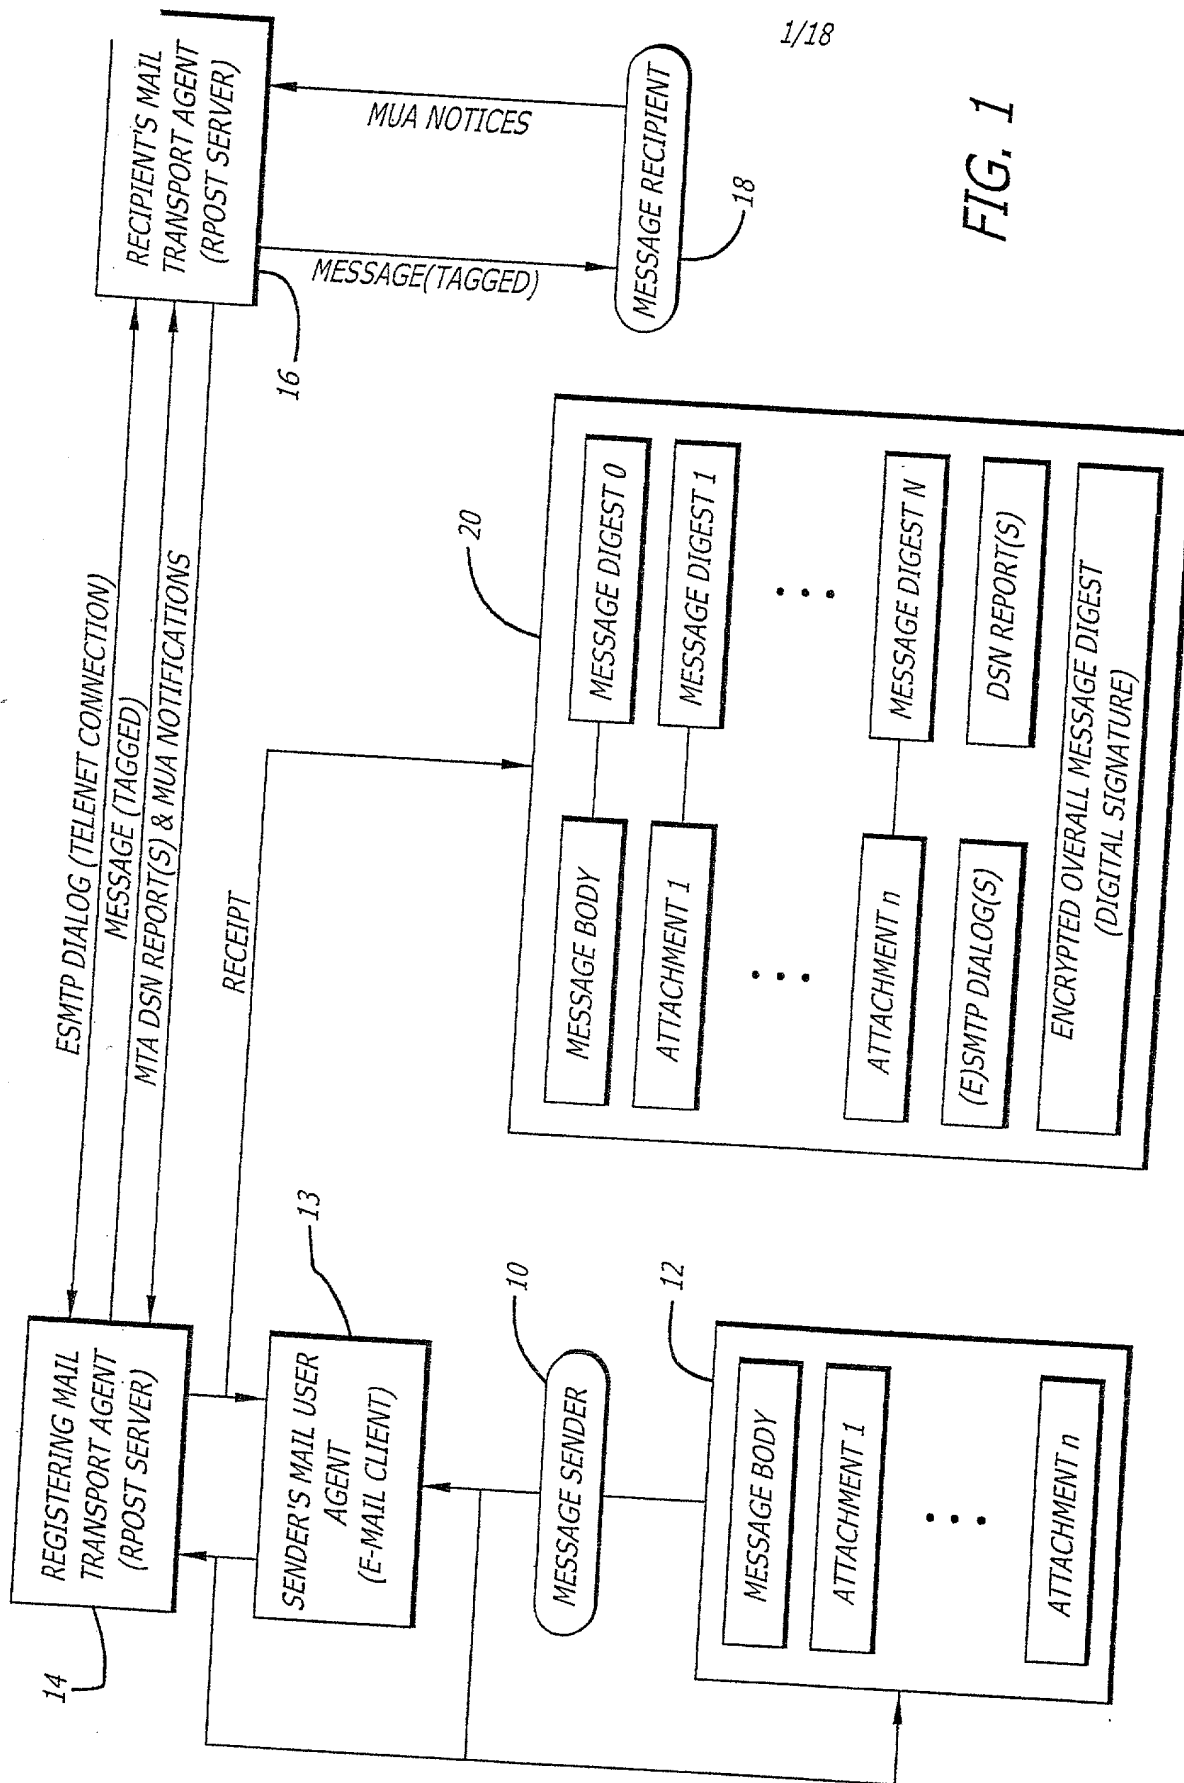 1/18
REGISTERING MAIL
TRANSPORT AGENT
(RPOST SERVER)
14
ESMTP DIALOG (TELENET CONNECTION)
MESSAGE (TAGGED)
MTA DSN REPORT(S) & MUA NOTIFICATIONS
RECIPIENT'S MAIL
TRANSPORT AGENT
(RPOST SERVER)
16
RECEIPT
SENDER'S MAIL USER
AGENT
(E-MAIL CLIENT)
13
MESSAGE(TAGGED)
MUA NOTICES
MESSAGE SENDER
10
MESSAGE RECIPIENT
18
12
MESSAGE BODY
ATTACHMENT 1
• • •
ATTACHMENT n
20
MESSAGE BODY
MESSAGE DIGEST 0
ATTACHMENT 1
MESSAGE DIGEST 1
• • •
• • •
ATTACHMENT n
MESSAGE DIGEST N
(E)SMTP DIALOG(S)
DSN REPORT(S)
ENCRYPTED OVERALL MESSAGE DIGEST
(DIGITAL SIGNATURE)
FIG. 1